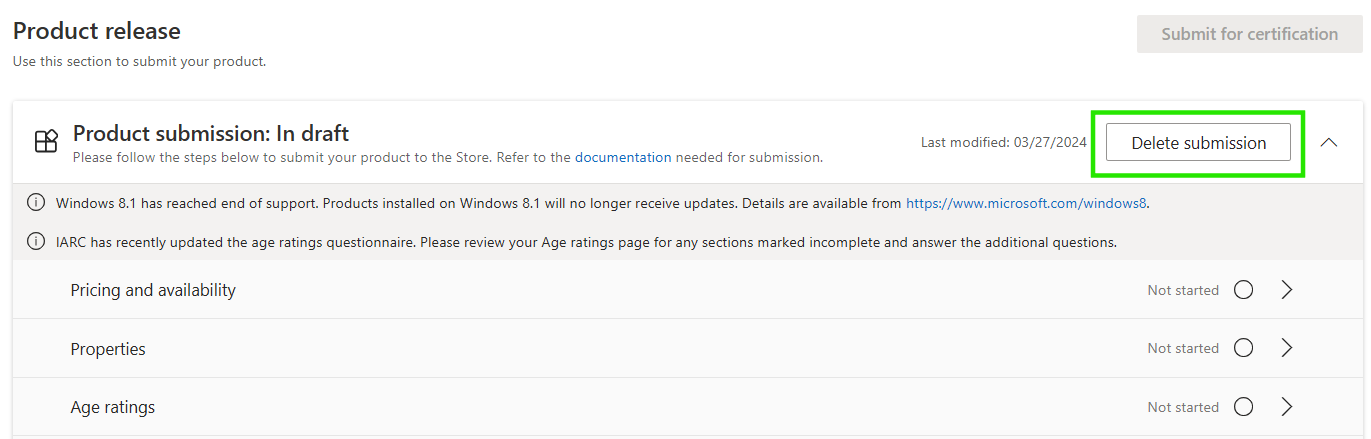 Product release
Submit for certification
Use this section to submit your product.
Product submission: In draft
Please follow the steps below to submit your product to the Store. Refer to the documentation needed for submission.
Last modified: 03/27/2024
Delete submission
Windows 8.1 has reached end of support. Products installed on Windows 8.1 will no longer receive updates. Details are available from https://www.microsoft.com/windows8.
IARC has recently updated the age ratings questionnaire. Please review your Age ratings page for any sections marked incomplete and answer the additional questions.
Pricing and availability
Not started
Properties
Not started
Age ratings
Not started